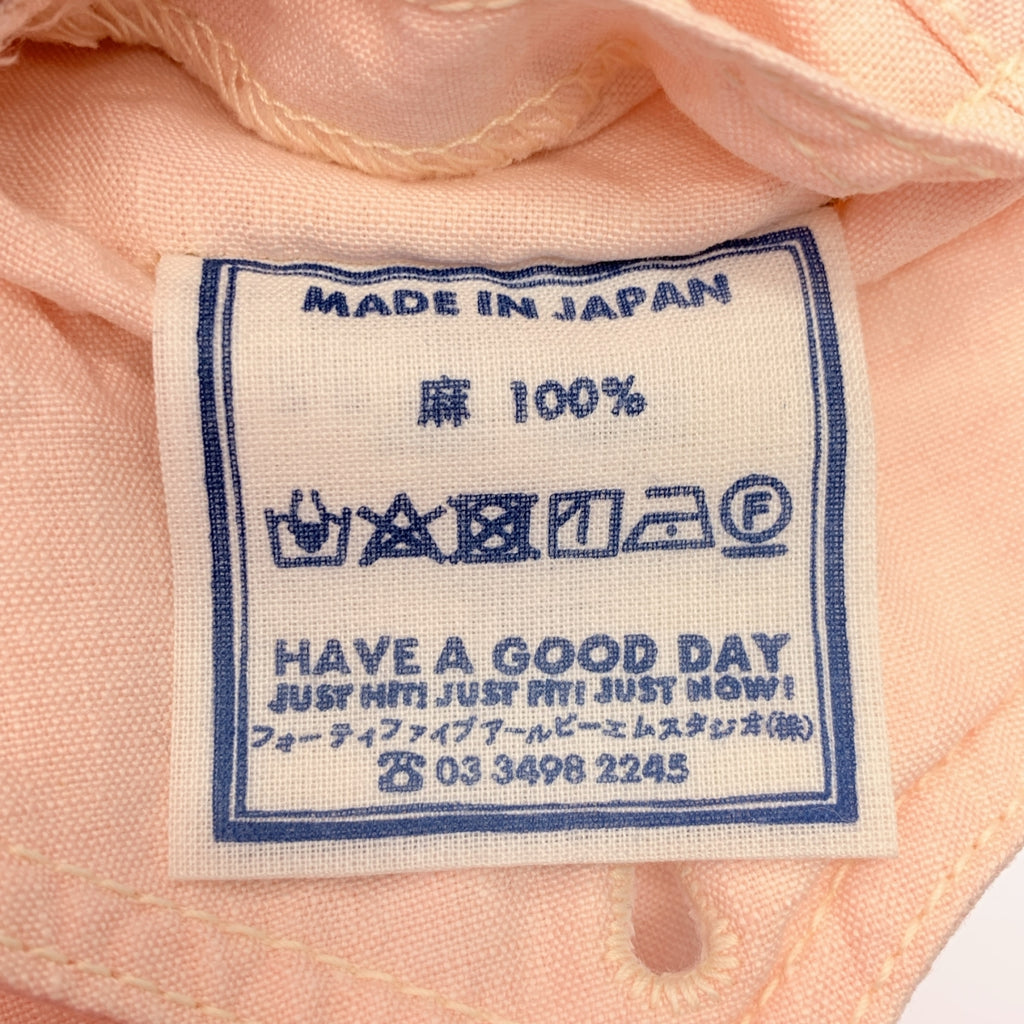 MADE IN JAPAN
麻 100%
F
HAVE A GOOD DAY
JUST HIT! JUST FIT! JUST NOW!
フォーティファイブアールピーエムスタジオ(株)
☎ 03 3498 2245